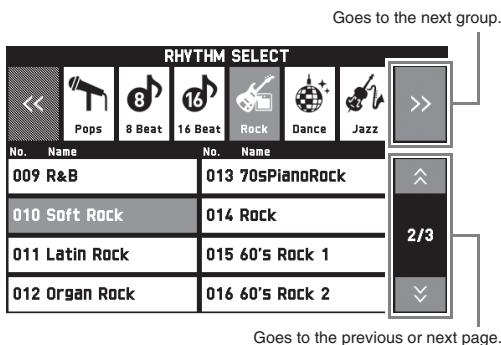 Goes to the next group.
RHYTHM SELECT
<< Pops 8 Beat 16 Beat Rock Dance Jazz >>
No. Name No. Name
009 R&B 013 70sPianoRock
010 Soft Rock 014 Rock
2/3
011 Latin Rock 015 60's Rock 1
012 Organ Rock 016 60's Rock 2
Goes to the previous or next page.